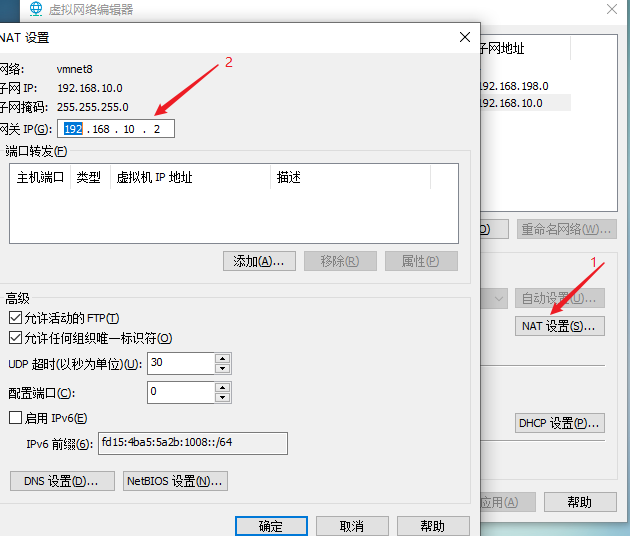 虚拟网络编辑器
NAT 设置
网络: vmnet8
子网 IP: 192.168.10.0
子网掩码: 255.255.255.0
网关 IP(G): 192 . 168 . 10 . 2
2
端口转发(F)
主机端口 类型 虚拟机 IP 地址 描述
添加(A)... 移除(R) 属性(P)
高级
允许活动的 FTP(T)
允许任何组织唯一标识符(O)
UDP 超时(以秒为单位)(U): 30
配置端口(C): 0
启用 IPv6(E)
IPv6 前缀(6): fd15:4ba5:5a2b:1008::/64
DNS 设置(D)... NetBIOS 设置(N)...
确定 取消 帮助
子网地址
192.168.198.0
192.168.10.0
重命名网络(W)...
1
自动设置(U)...
NAT 设置(S)...
DHCP 设置(P)...
应用(A) 帮助